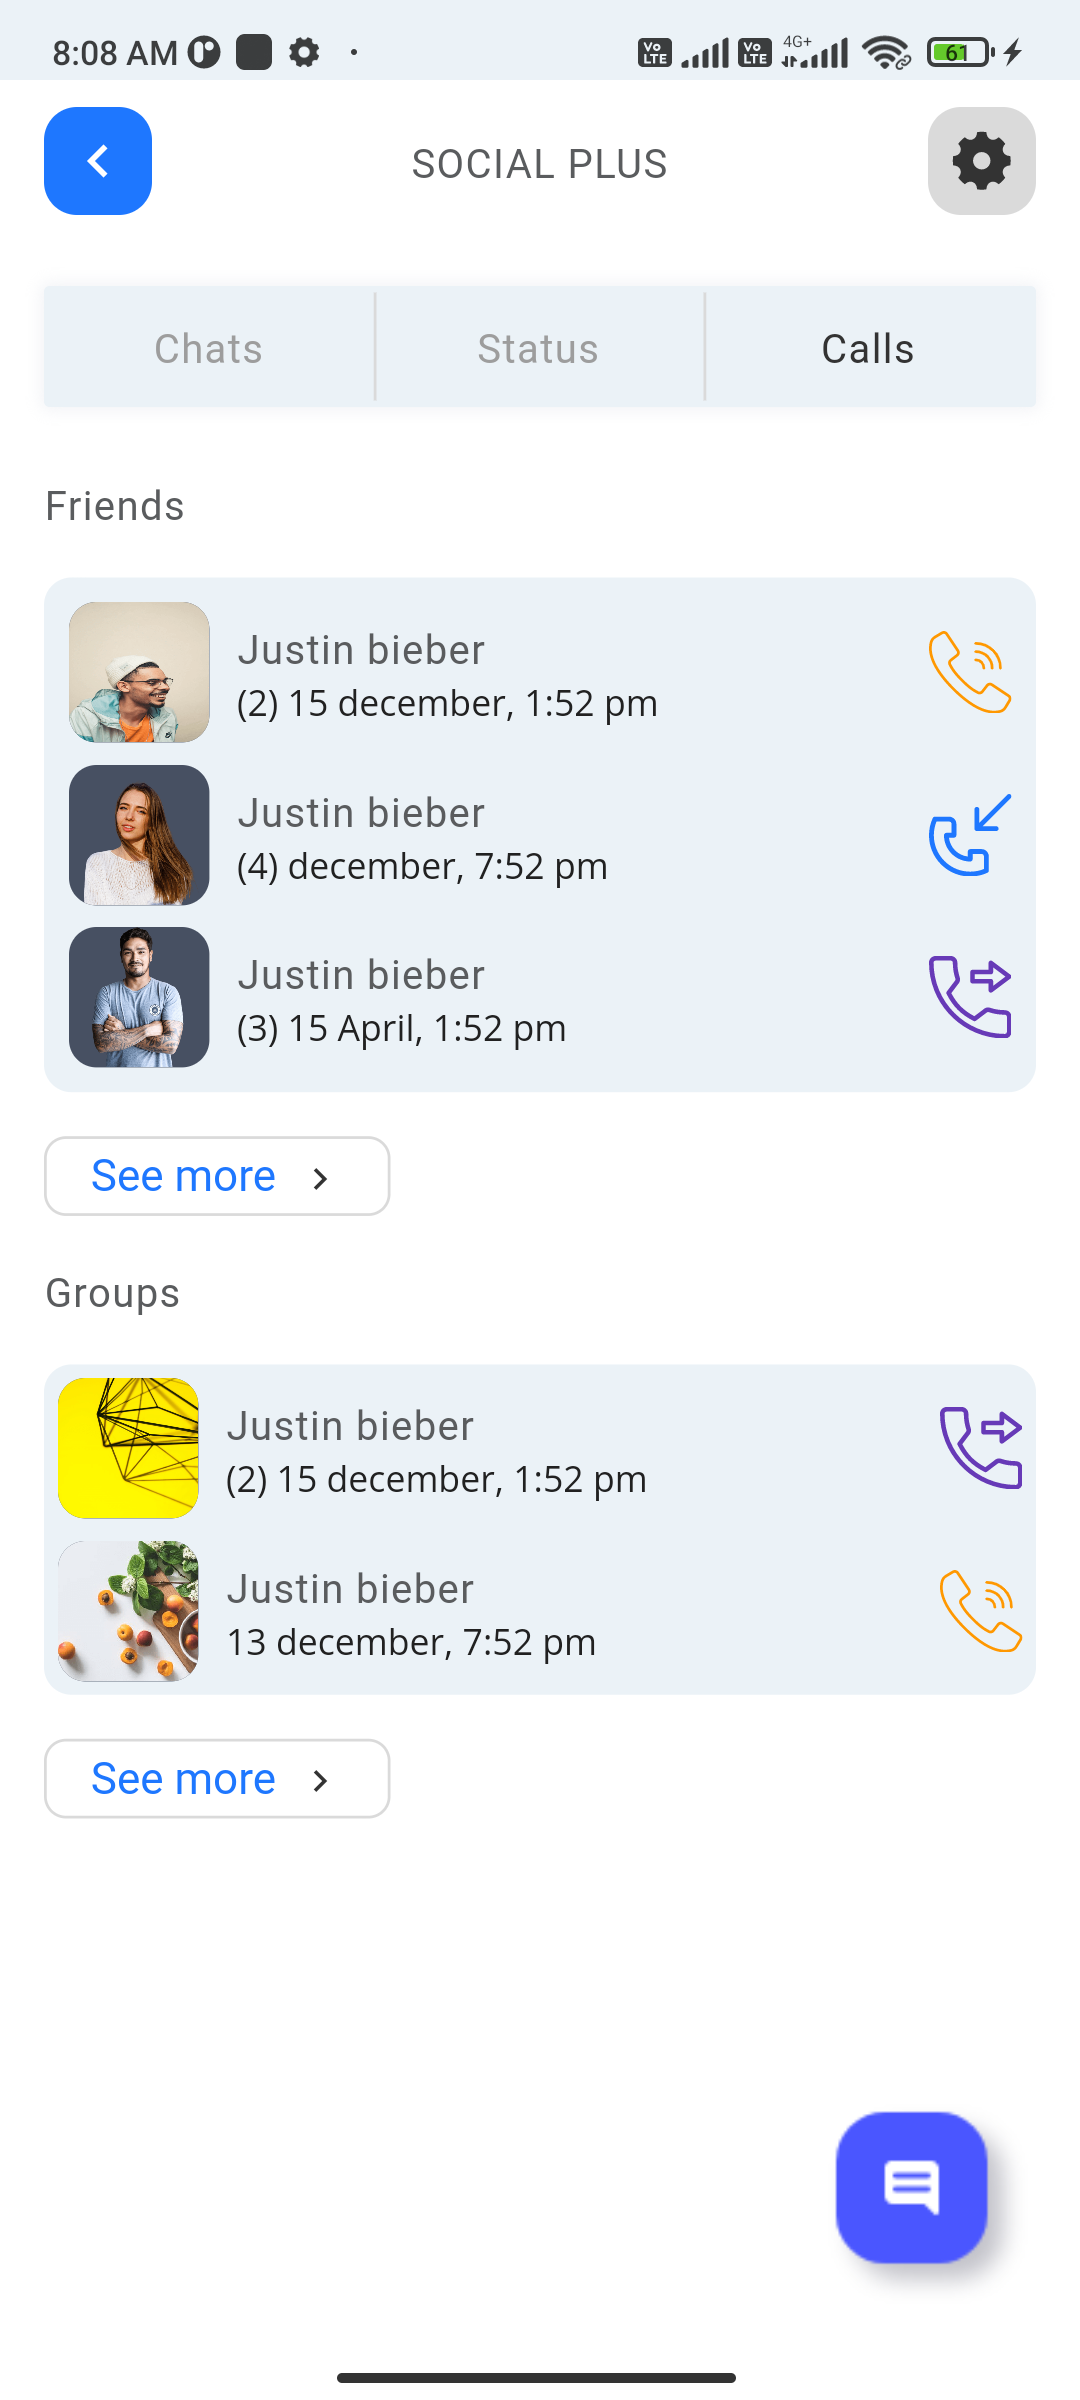 8:08 AM
Vo LTE
Vo LTE
4G+
61
SOCIAL PLUS
Chats
Status
Calls
Friends
Justin bieber
(2) 15 december, 1:52 pm
Justin bieber
(4) december, 7:52 pm
Justin bieber
(3) 15 April, 1:52 pm
See more
Groups
Justin bieber
(2) 15 december, 1:52 pm
Justin bieber
13 december, 7:52 pm
See more